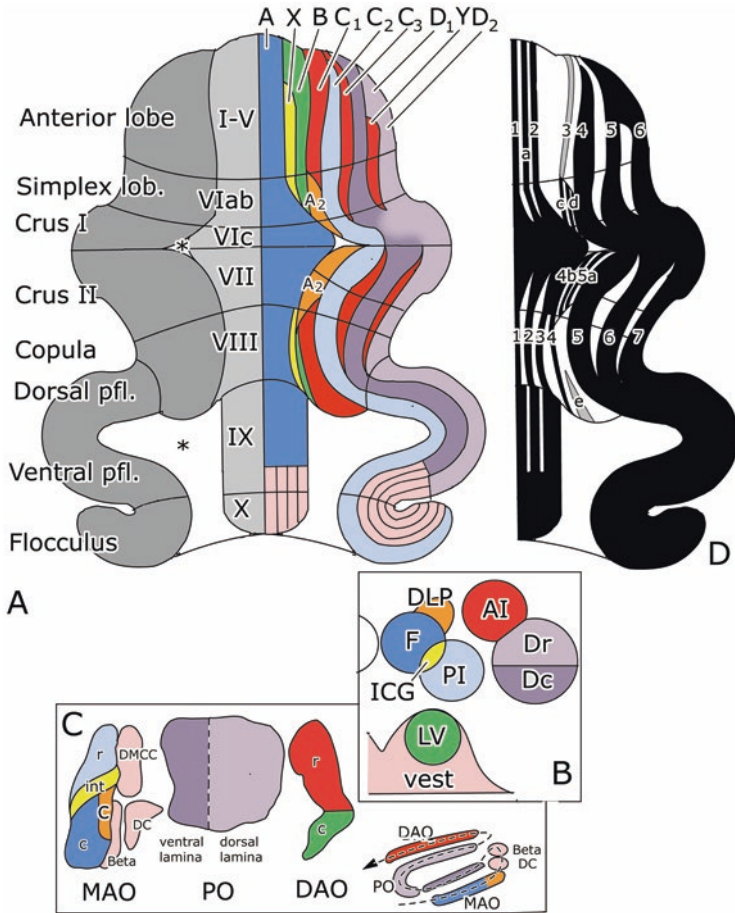 A X B C₁ C₂ C₃ D₁ Y D₂
Anterior lobe I-V
1 2 3 4 5 6
a
Simplex lob. VIab A₂
c d
Crus I VIc
*
VII
A₂
4b5a
Crus II
VIII
1 2 3 4 5 6 7
Copula
Dorsal pfl.
e
IX
*
Ventral pfl.
X
Flocculus
D
A
DLP AI
F Dr
PI Dc
ICG
LV
vest
B
C
r DMCC
int
C
c DC
Beta
MAO
ventral lamina
dorsal lamina
PO
r
c
DAO
DAO
Beta
DC
PO
MAO